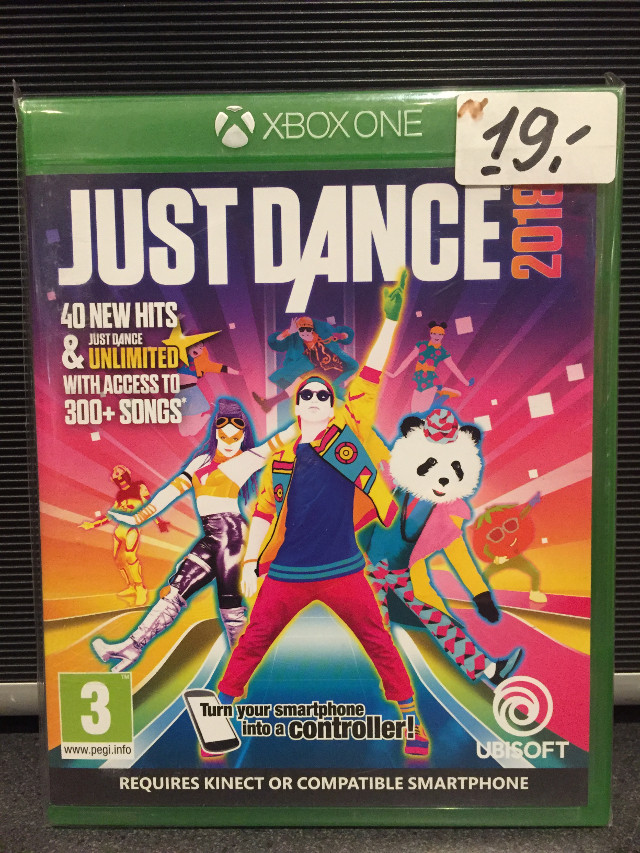 XBOX ONE
19,-
JUST DANCE
2018
40 NEW HITS
& JUST DANCE
UNLIMITED
WITH ACCESS TO
300+ SONGS*
3
www.pegi.info
Turn your smartphone
into a controller!
UBISOFT
REQUIRES KINECT OR COMPATIBLE SMARTPHONE